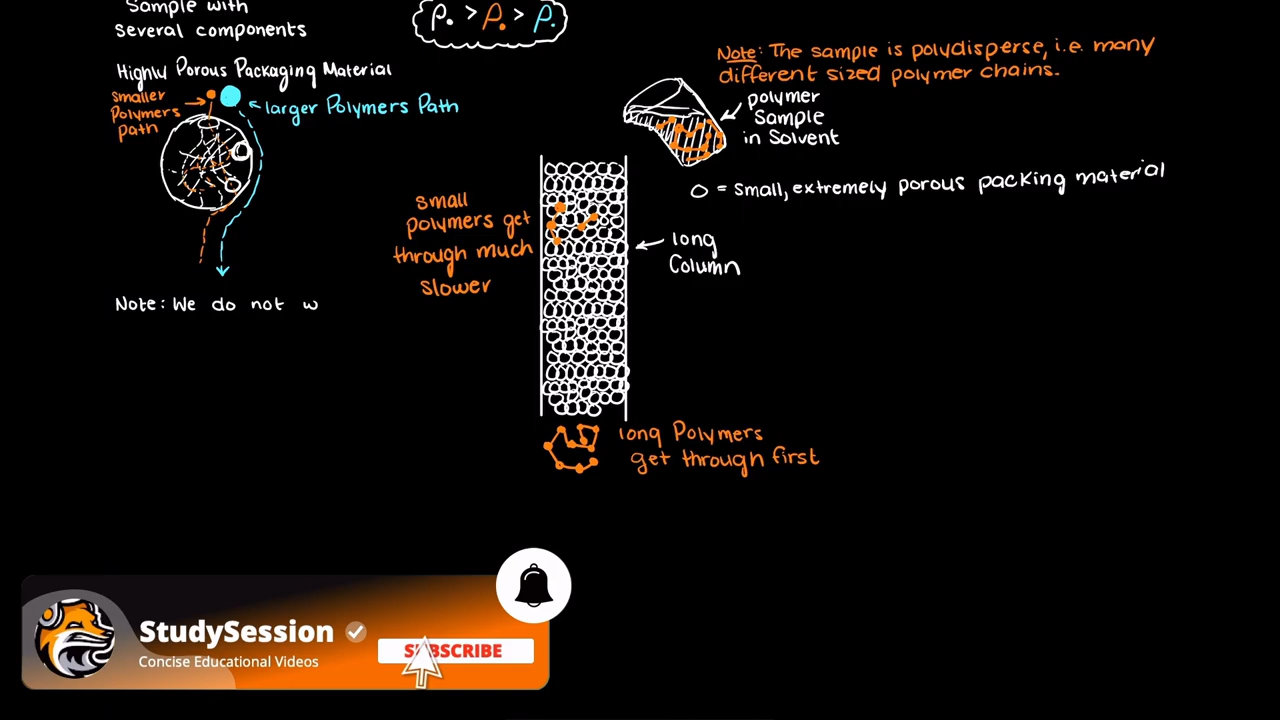 Sample with
several components
ρ. > ρ. > ρ.
Highly Porous Packaging Material
smaller
Polymers
path
larger Polymers Path
Note: We do not w
Note: The sample is polydisperse, i.e. many
different sized polymer chains.
polymer
Sample
in Solvent
O = small, extremely porous packing material
small
polymers get
through much
slower
long
Column
long Polymers
get through first
StudySession
Concise Educational Videos
SUBSCRIBE